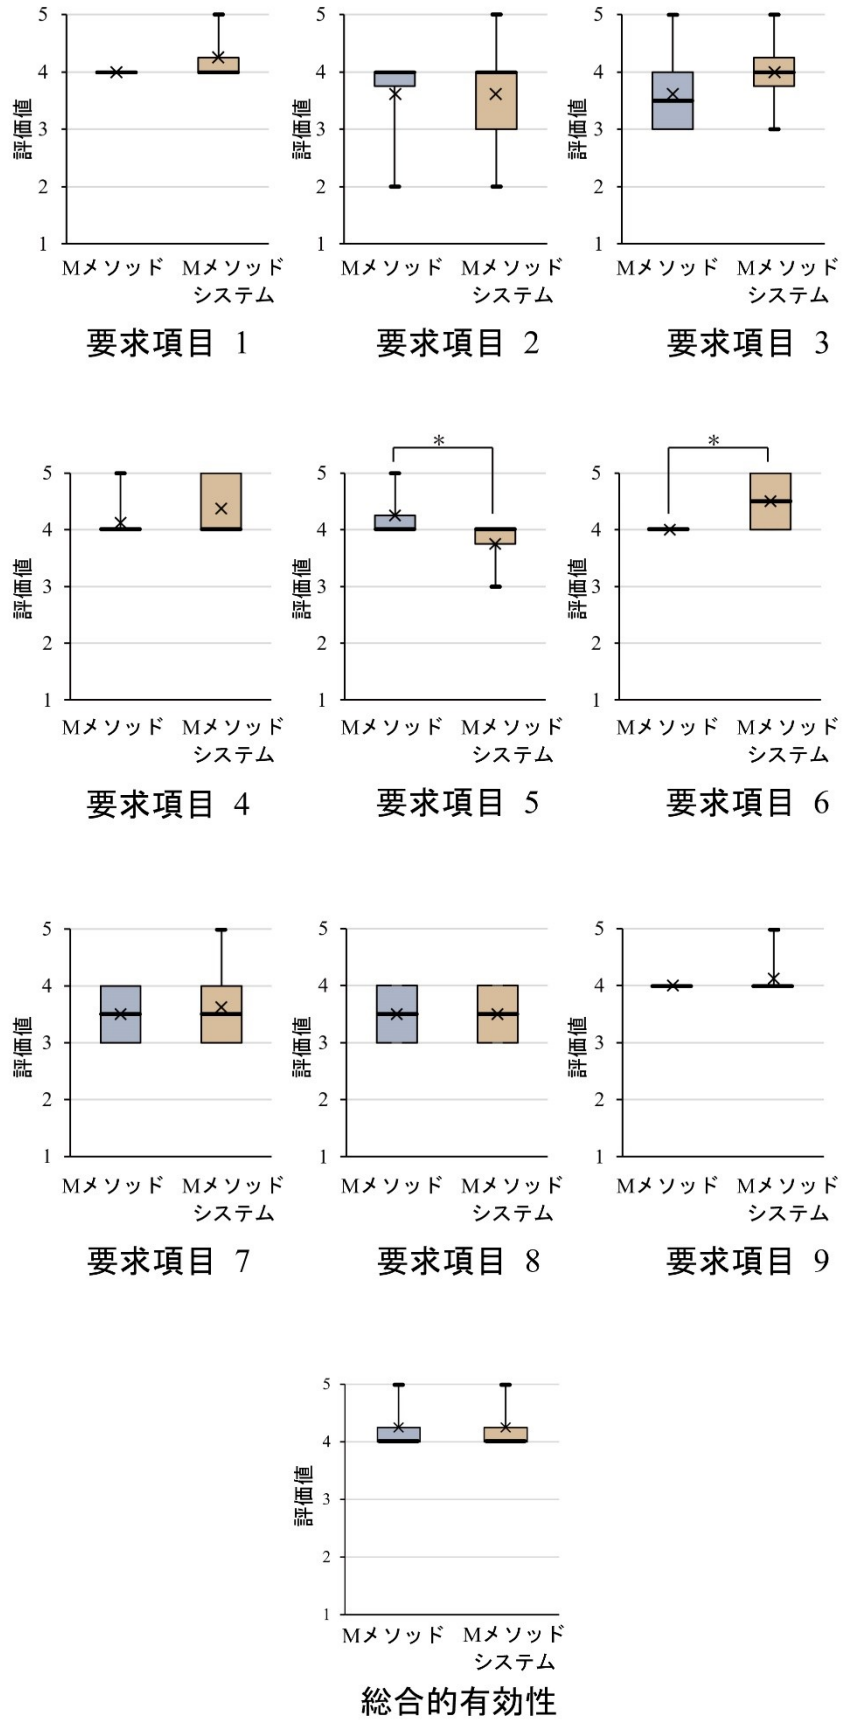 5
4
3
2
1
評価値
Mメソッド
Mメソッド
システム
要求項目 1
5
4
3
2
1
評価値
Mメソッド
Mメソッド
システム
要求項目 2
5
4
3
2
1
評価値
Mメソッド
Mメソッド
システム
要求項目 3
5
4
3
2
1
評価値
Mメソッド
Mメソッド
システム
要求項目 4
*
5
4
3
2
1
評価値
Mメソッド
Mメソッド
システム
要求項目 5
*
5
4
3
2
1
評価値
Mメソッド
Mメソッド
システム
要求項目 6
5
4
3
2
1
評価値
Mメソッド
Mメソッド
システム
要求項目 7
5
4
3
2
1
評価値
Mメソッド
Mメソッド
システム
要求項目 8
5
4
3
2
1
評価値
Mメソッド
Mメソッド
システム
要求項目 9
5
4
3
2
1
評価値
Mメソッド
Mメソッド
システム
総合的有効性